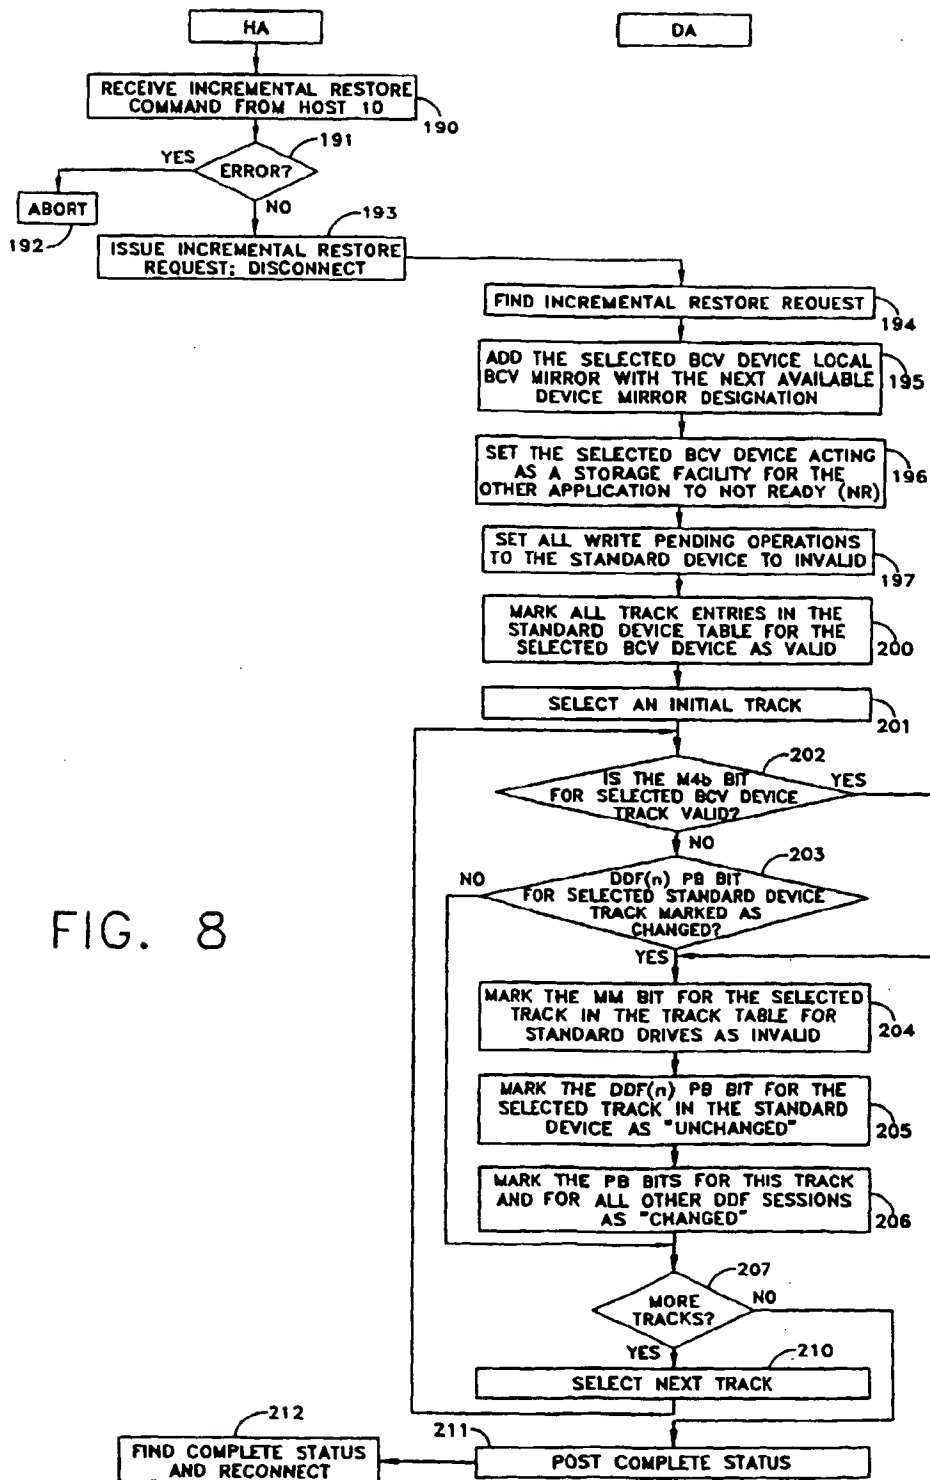 HA
DA
RECEIVE INCREMENTAL RESTORE
COMMAND FROM HOST 10
190
191
YES
ERROR?
ABORT
NO
192
193
ISSUE INCREMENTAL RESTORE
REQUEST; DISCONNECT
FIND INCREMENTAL RESTORE REQUEST
194
ADD THE SELECTED BCV DEVICE LOCAL
BCV MIRROR WITH THE NEXT AVAILABLE
DEVICE MIRROR DESIGNATION
195
SET THE SELECTED BCV DEVICE ACTING
AS A STORAGE FACILITY FOR THE
OTHER APPLICATION TO NOT READY (NR)
196
SET ALL WRITE PENDING OPERATIONS
TO THE STANDARD DEVICE TO INVALID
197
MARK ALL TRACK ENTRIES IN THE
STANDARD DEVICE TABLE FOR THE
SELECTED BCV DEVICE AS VALID
200
SELECT AN INITIAL TRACK
201
202
IS THE M4b BIT
FOR SELECTED BCV DEVICE
TRACK VALID?
YES
NO
203
NO
DDF(n) PB BIT
FOR SELECTED STANDARD DEVICE
TRACK MARKED AS
CHANGED?
YES
FIG. 8
MARK THE MM BIT FOR THE SELECTED
TRACK IN THE TRACK TABLE FOR
STANDARD DRIVES AS INVALID
204
MARK THE DDF(n) PB BIT FOR THE
SELECTED TRACK IN THE STANDARD
DEVICE AS "UNCHANGED"
205
MARK THE PB BITS FOR THIS TRACK
AND FOR ALL OTHER DDF SESSIONS
AS "CHANGED"
206
207
MORE
TRACKS?
NO
YES
210
SELECT NEXT TRACK
212
FIND COMPLETE STATUS
AND RECONNECT
211
POST COMPLETE STATUS